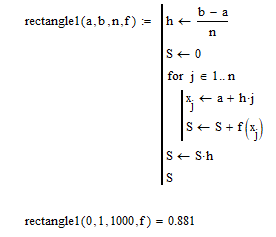 rectangle1(a,b,n,f) := h ← (b − a)/n
S ← 0
for j ∈ 1..n
x_j ← a + h·j
S ← S + f(x_j)
S ← S·h
S
rectangle1(0,1,1000,f) = 0.881